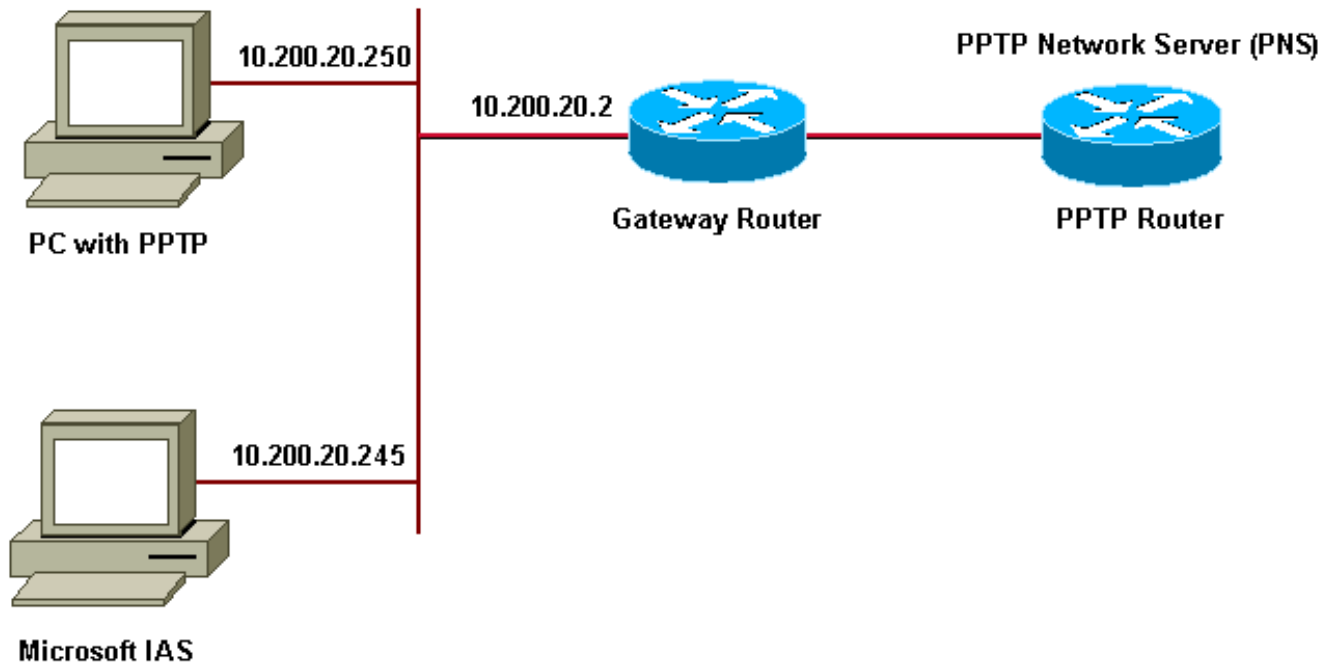 10.200.20.250
PPTP Network Server (PNS)
10.200.20.2
Gateway Router
PPTP Router
PC with PPTP
10.200.20.245
Microsoft IAS